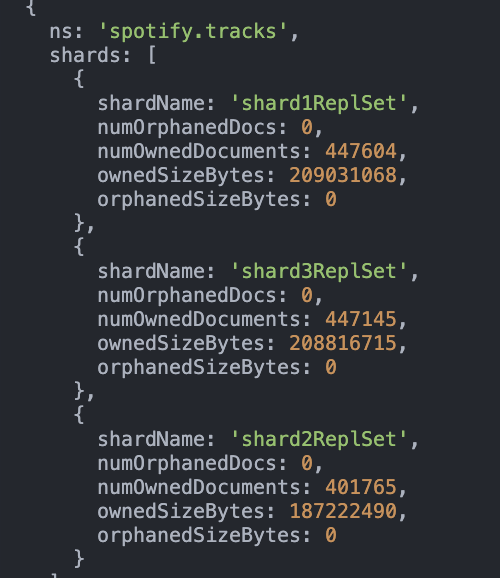 {
ns: 'spotify.tracks',
shards: [
{
shardName: 'shard1ReplSet',
numOrphanedDocs: 0,
numOwnedDocuments: 447604,
ownedSizeBytes: 209031068,
orphanedSizeBytes: 0
},
{
shardName: 'shard3ReplSet',
numOrphanedDocs: 0,
numOwnedDocuments: 447145,
ownedSizeBytes: 208816715,
orphanedSizeBytes: 0
},
{
shardName: 'shard2ReplSet',
numOrphanedDocs: 0,
numOwnedDocuments: 401765,
ownedSizeBytes: 187222490,
orphanedSizeBytes: 0
}
]